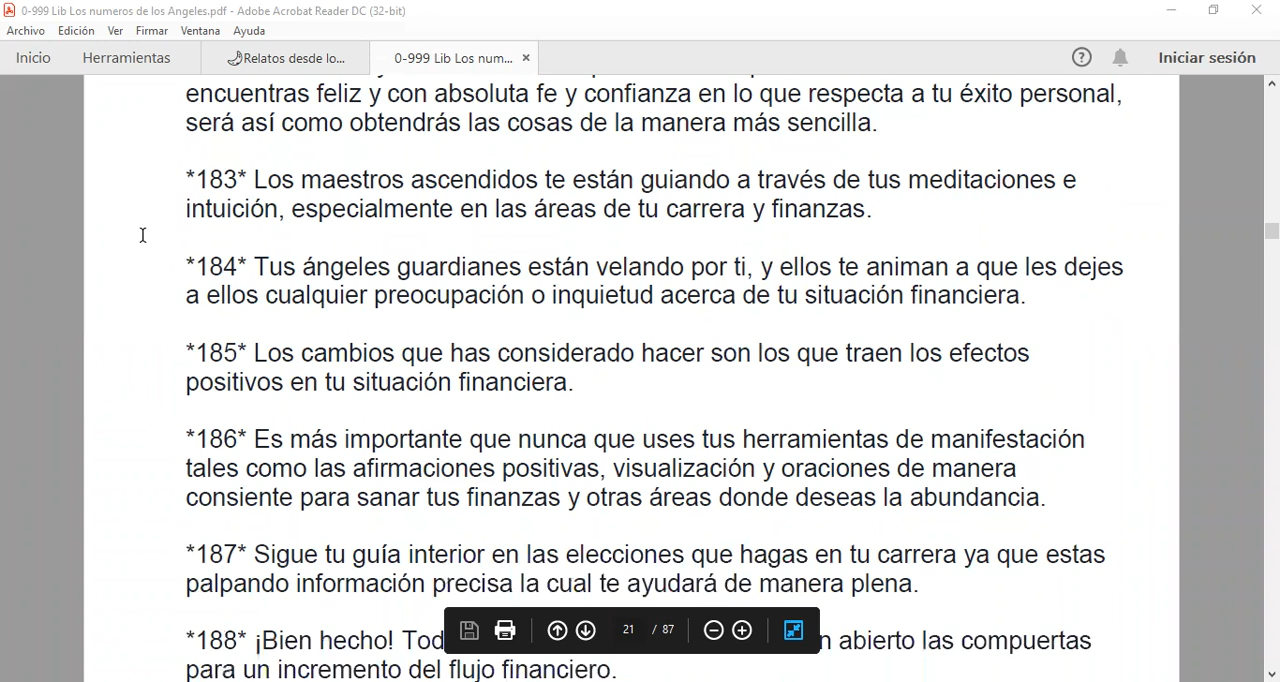 0-999 Lib Los numeros de los Angeles.pdf - Adobe Acrobat Reader DC (32-bit)
Archivo Edición Ver Firmar Ventana Ayuda
Inicio Herramientas Relatos desde lo... 0-999 Lib Los num... × Iniciar sesión
encuentras feliz y con absoluta fe y confianza en lo que respecta a tu éxito personal,
será así como obtendrás las cosas de la manera más sencilla.
*183* Los maestros ascendidos te están guiando a través de tus meditaciones e
intuición, especialmente en las áreas de tu carrera y finanzas.
*184* Tus ángeles guardianes están velando por ti, y ellos te animan a que les dejes
a ellos cualquier preocupación o inquietud acerca de tu situación financiera.
*185* Los cambios que has considerado hacer son los que traen los efectos
positivos en tu situación financiera.
*186* Es más importante que nunca que uses tus herramientas de manifestación
tales como las afirmaciones positivas, visualización y oraciones de manera
consiente para sanar tus finanzas y otras áreas donde deseas la abundancia.
*187* Sigue tu guía interior en las elecciones que hagas en tu carrera ya que estas
palpando información precisa la cual te ayudará de manera plena.
21 / 87
*188* ¡Bien hecho! Tod n abierto las compuertas
para un incremento del flujo financiero.